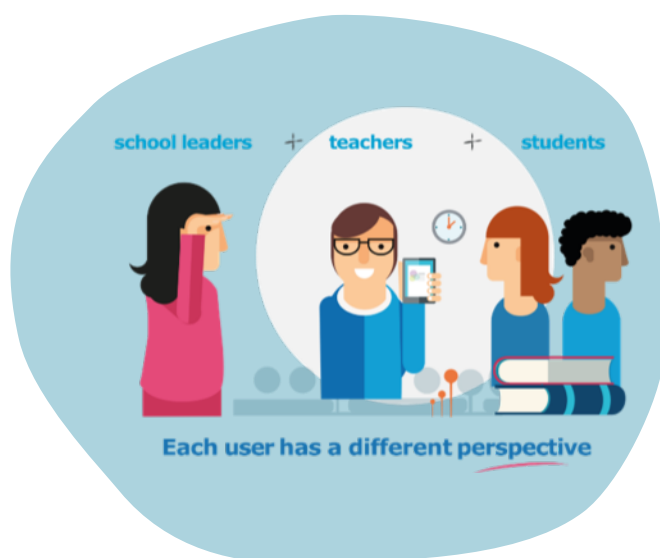 school leaders + teachers + students
Each user has a different perspective